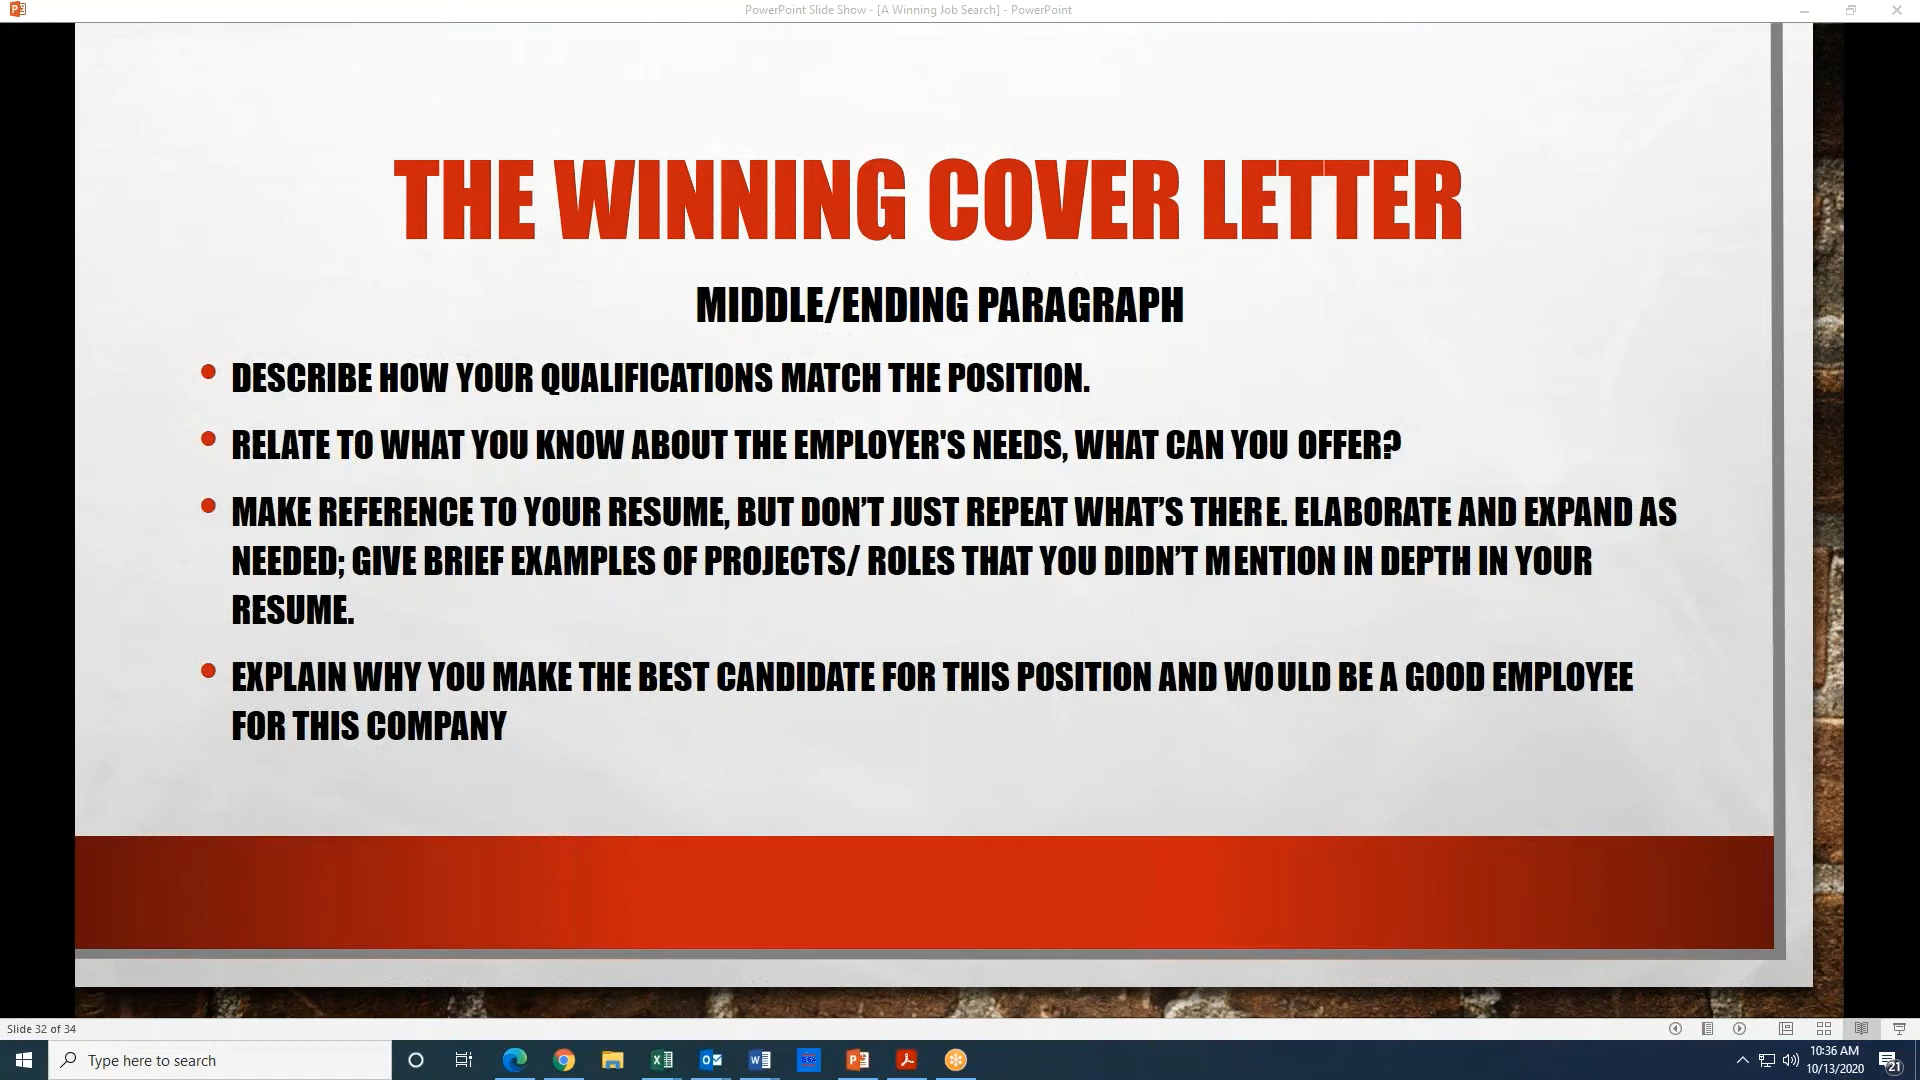 PowerPoint Slide Show - [A Winning Job Search] - PowerPoint
THE WINNING COVER LETTER
MIDDLE/ENDING PARAGRAPH
• DESCRIBE HOW YOUR QUALIFICATIONS MATCH THE POSITION.
• RELATE TO WHAT YOU KNOW ABOUT THE EMPLOYER'S NEEDS, WHAT CAN YOU OFFER?
• MAKE REFERENCE TO YOUR RESUME, BUT DON’T JUST REPEAT WHAT’S THERE. ELABORATE AND EXPAND AS
NEEDED; GIVE BRIEF EXAMPLES OF PROJECTS/ ROLES THAT YOU DIDN’T MENTION IN DEPTH IN YOUR
RESUME.
• EXPLAIN WHY YOU MAKE THE BEST CANDIDATE FOR THIS POSITION AND WOULD BE A GOOD EMPLOYEE
FOR THIS COMPANY
Slide 32 of 34
Type here to search
10:36 AM
10/13/2020
21